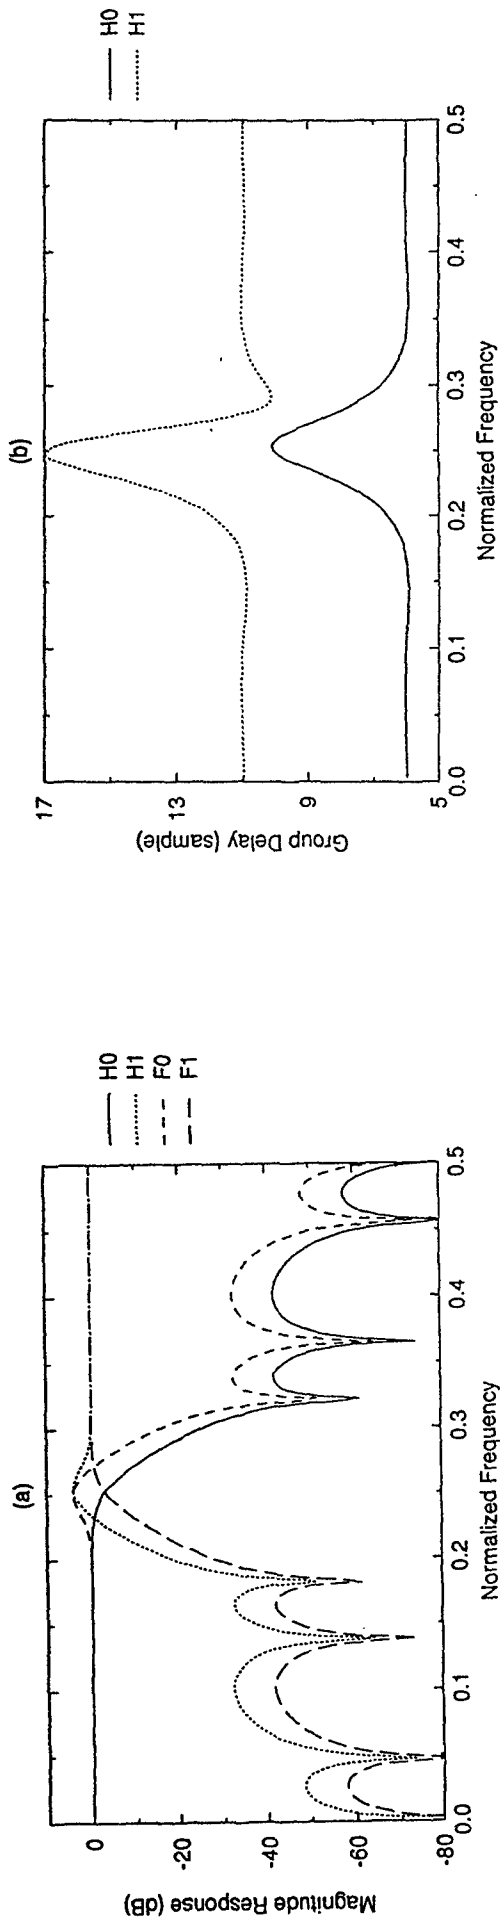 (a)
Magnitude Response (dB)
0
-20
-40
-60
-80
0.0
0.1
0.2
0.3
0.4
0.5
Normalized Frequency
H0
H1
F0
F1
(b)
Group Delay (sample)
17
13
9
5
0.0
0.1
0.2
0.3
0.4
0.5
Normalized Frequency
H0
H1